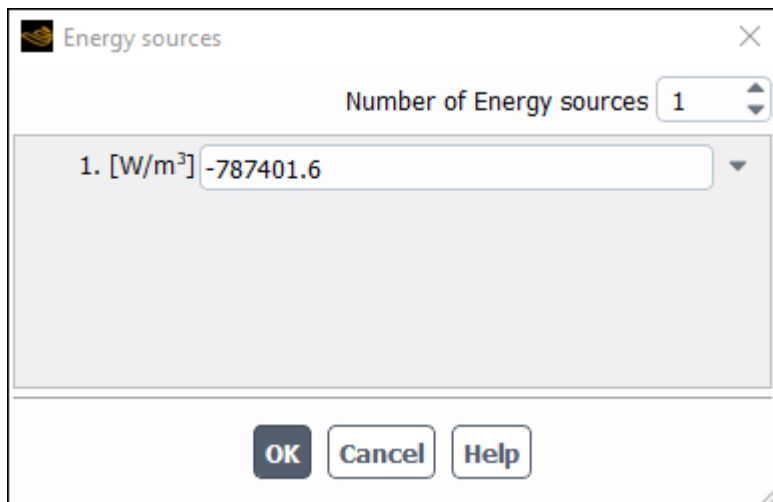 Energy sources
Number of Energy sources 1
1. [W/m³] -787401.6
OK Cancel Help